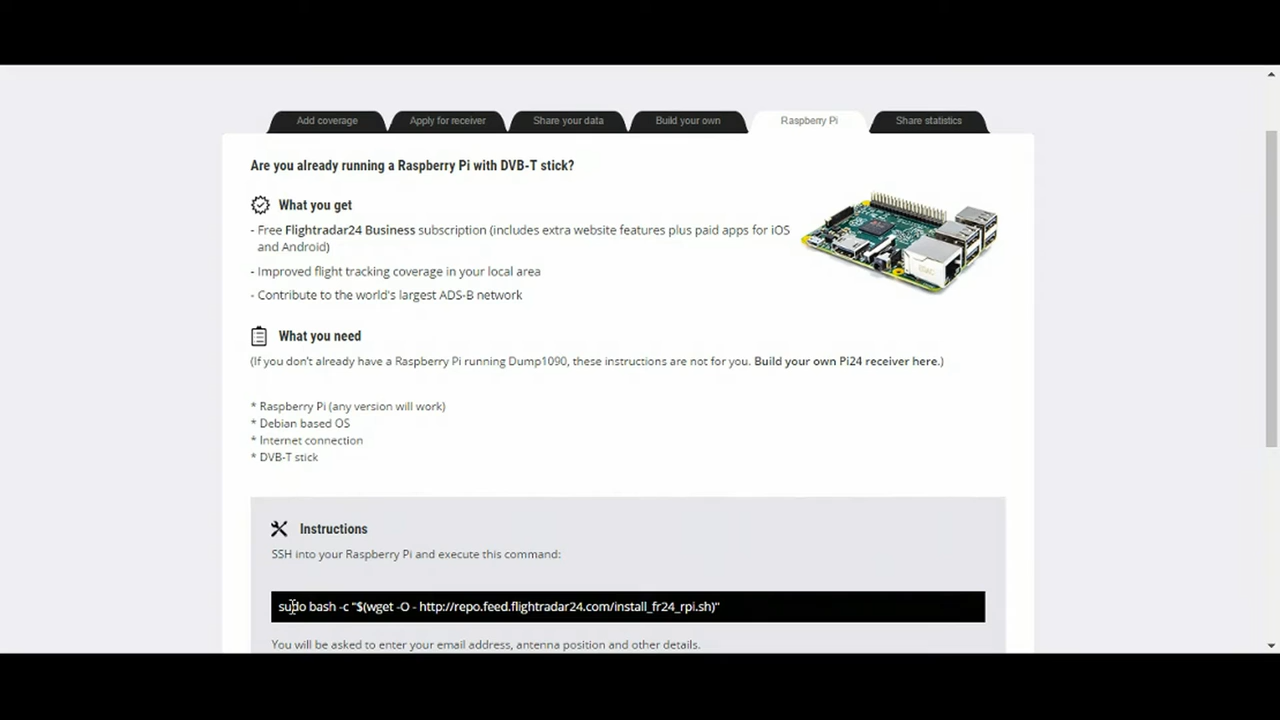 Add coverage
Apply for receiver
Share your data
Build your own
Raspberry Pi
Share statistics
Are you already running a Raspberry Pi with DVB-T stick?
What you get
- Free Flightradar24 Business subscription (includes extra website features plus paid apps for iOS
and Android)
- Improved flight tracking coverage in your local area
- Contribute to the world's largest ADS-B network
What you need
(If you don't already have a Raspberry Pi running Dump1090, these instructions are not for you. Build your own Pi24 receiver here.)
* Raspberry Pi (any version will work)
* Debian based OS
* Internet connection
* DVB-T stick
Instructions
SSH into your Raspberry Pi and execute this command:
sudo bash -c "$(wget -O - http://repo.feed.flightradar24.com/install_fr24_rpi.sh)"
You will be asked to enter your email address, antenna position and other details.